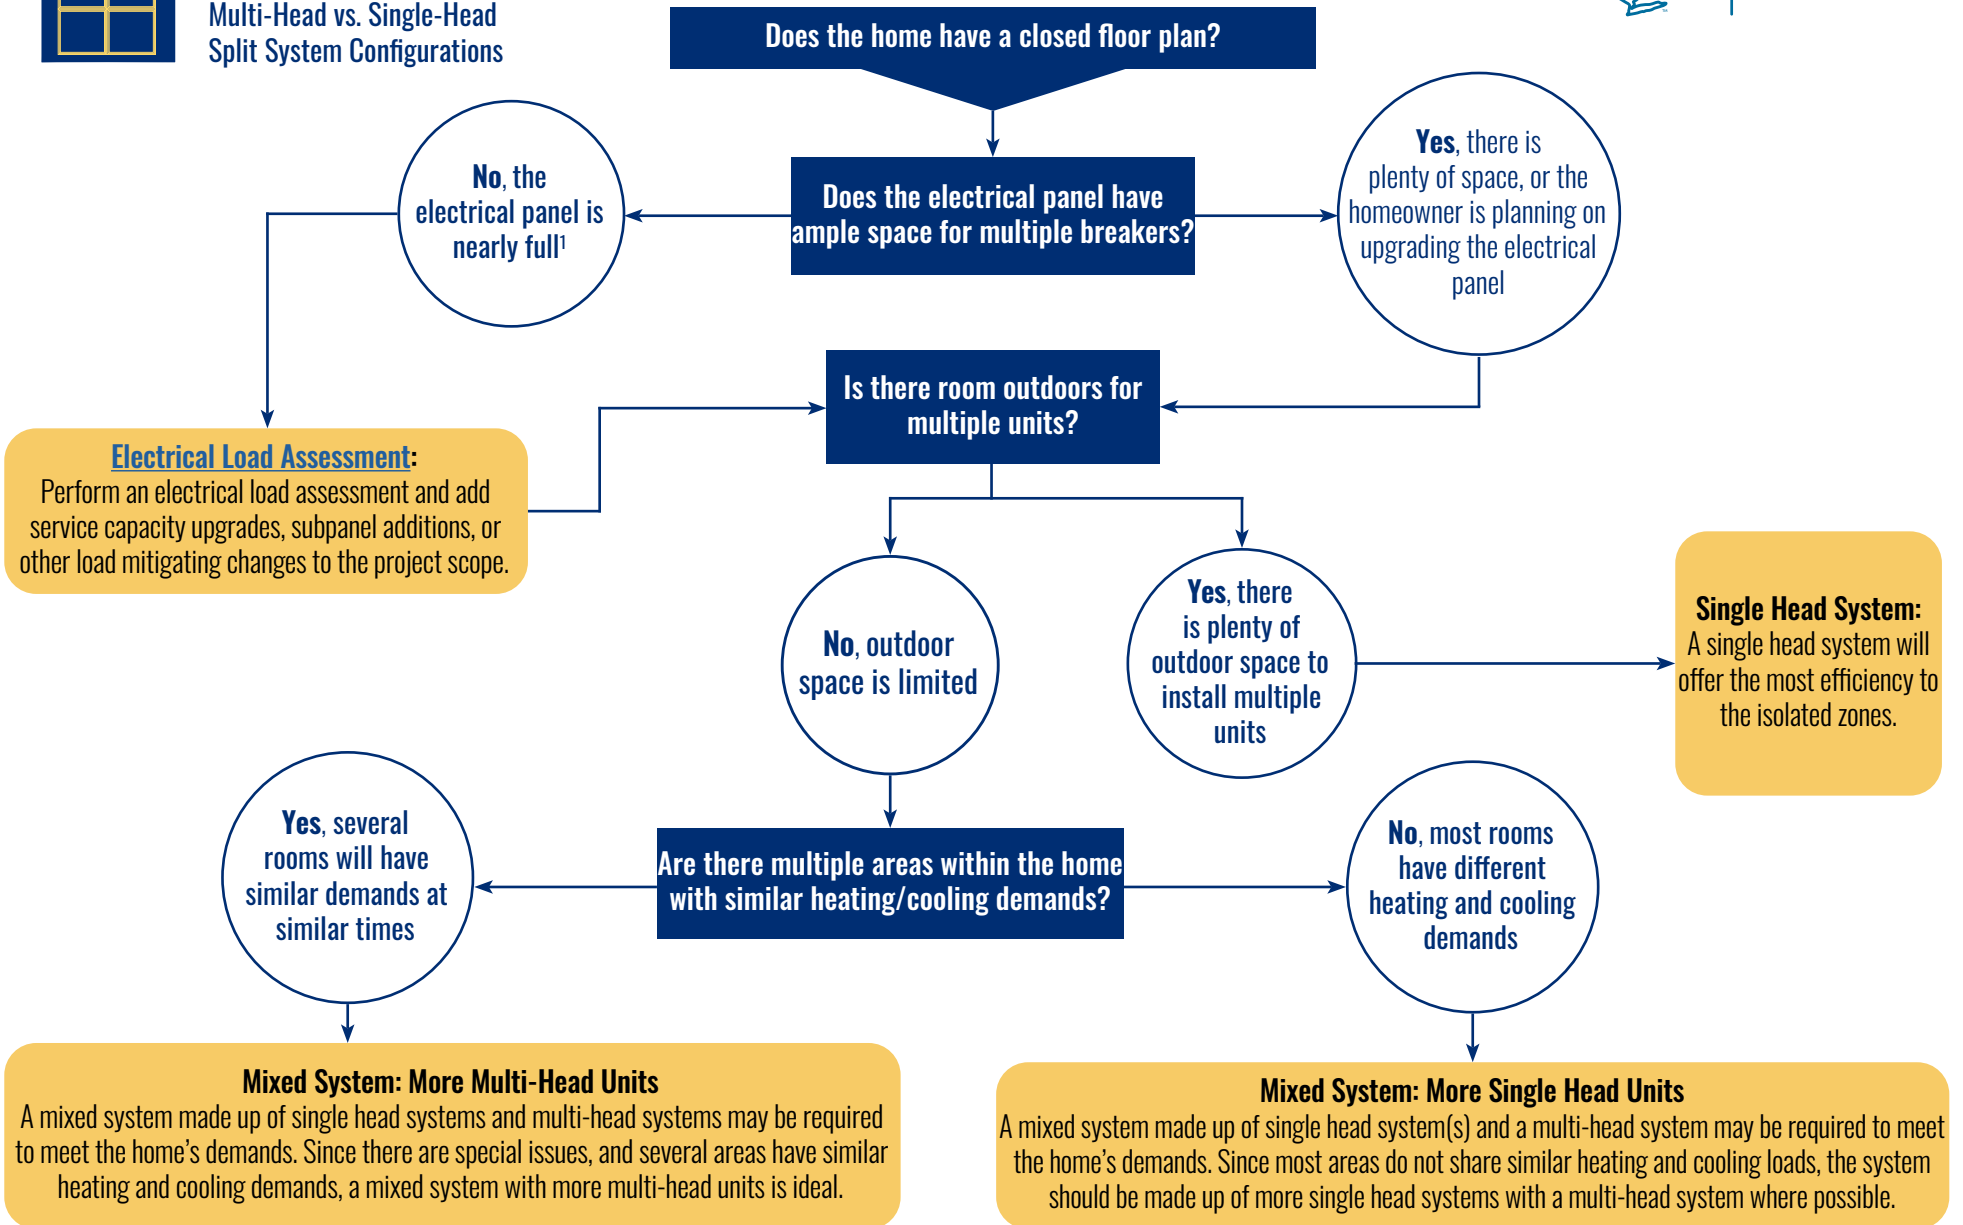 Multi-Head vs. Single-Head
Split System Configurations
Does the home have a closed floor plan?
No, the
electrical panel is
nearly full¹
Does the electrical panel have
ample space for multiple breakers?
Yes, there is
plenty of space, or the
homeowner is planning on
upgrading the electrical
panel
Is there room outdoors for
multiple units?
Electrical Load Assessment:
Perform an electrical load assessment and add
service capacity upgrades, subpanel additions, or
other load mitigating changes to the project scope.
No, outdoor
space is limited
Yes, there
is plenty of
outdoor space to
install multiple
units
Single Head System:
A single head system will
offer the most efficiency to
the isolated zones.
Yes, several
rooms will have
similar demands at
similar times
Are there multiple areas within the home
with similar heating/cooling demands?
No, most rooms
have different
heating and cooling
demands
Mixed System: More Multi-Head Units
A mixed system made up of single head systems and multi-head systems may be required
to meet the home’s demands. Since there are special issues, and several areas have similar
heating and cooling demands, a mixed system with more multi-head units is ideal.
Mixed System: More Single Head Units
A mixed system made up of single head system(s) and a multi-head system may be required to meet
the home’s demands. Since most areas do not share similar heating and cooling loads, the system
should be made up of more single head systems with a multi-head system where possible.